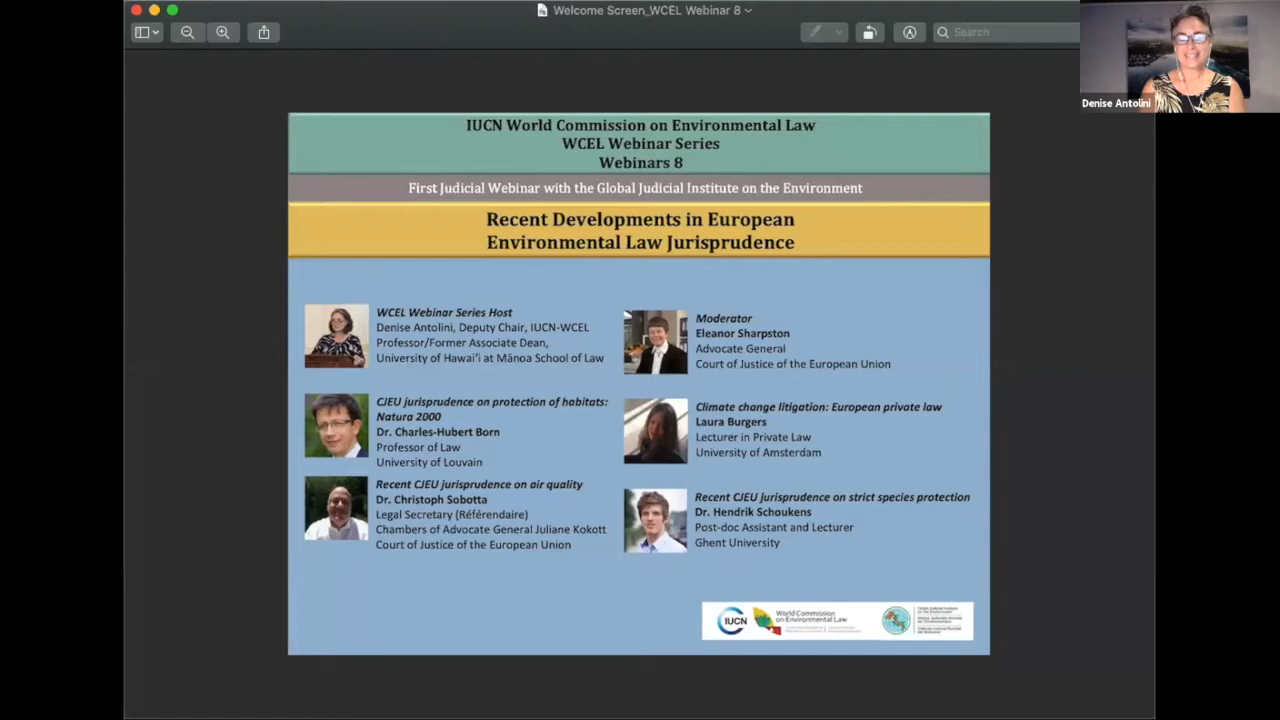 Welcome Screen_WCEL Webinar 8
Search
Denise Antolini
IUCN World Commission on Environmental Law
WCEL Webinar Series
Webinars 8
First Judicial Webinar with the Global Judicial Institute on the Environment
Recent Developments in European
Environmental Law Jurisprudence
WCEL Webinar Series Host
Denise Antolini, Deputy Chair, IUCN-WCEL
Professor/Former Associate Dean,
University of Hawai'i at Mānoa School of Law
Moderator
Eleanor Sharpston
Advocate General
Court of Justice of the European Union
CJEU jurisprudence on protection of habitats:
Natura 2000
Dr. Charles-Hubert Born
Professor of Law
University of Louvain
Climate change litigation: European private law
Laura Burgers
Lecturer in Private Law
University of Amsterdam
Recent CJEU jurisprudence on air quality
Dr. Christoph Sobotta
Legal Secretary (Référendaire)
Chambers of Advocate General Juliane Kokott
Court of Justice of the European Union
Recent CJEU jurisprudence on strict species protection
Dr. Hendrik Schoukens
Post-doc Assistant and Lecturer
Ghent University
IUCN
World Commission
on Environmental Law